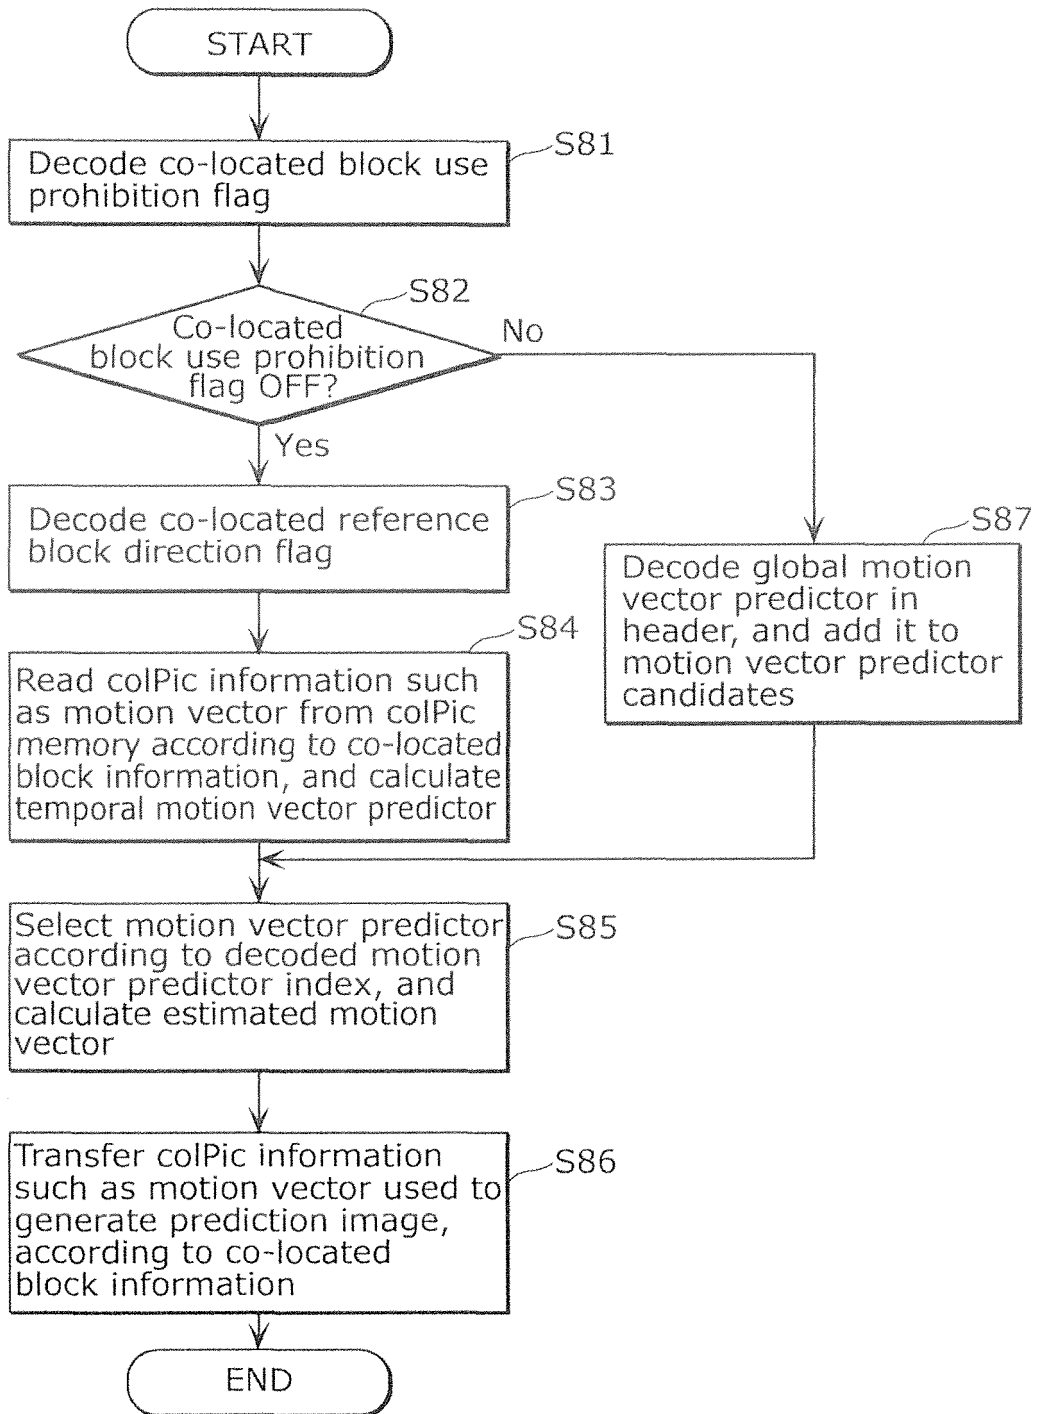 START
S81
Decode co-located block use
prohibition flag
S82
Co-located
block use prohibition
flag OFF?
No
Yes
S83
Decode co-located reference
block direction flag
S87
Decode global motion
vector predictor in
header, and add it to
motion vector predictor
candidates
S84
Read colPic information such
as motion vector from colPic
memory according to co-located
block information, and calculate
temporal motion vector predictor
S85
Select motion vector predictor
according to decoded motion
vector predictor index, and
calculate estimated motion
vector
S86
Transfer colPic information
such as motion vector used to
generate prediction image,
according to co-located
block information
END